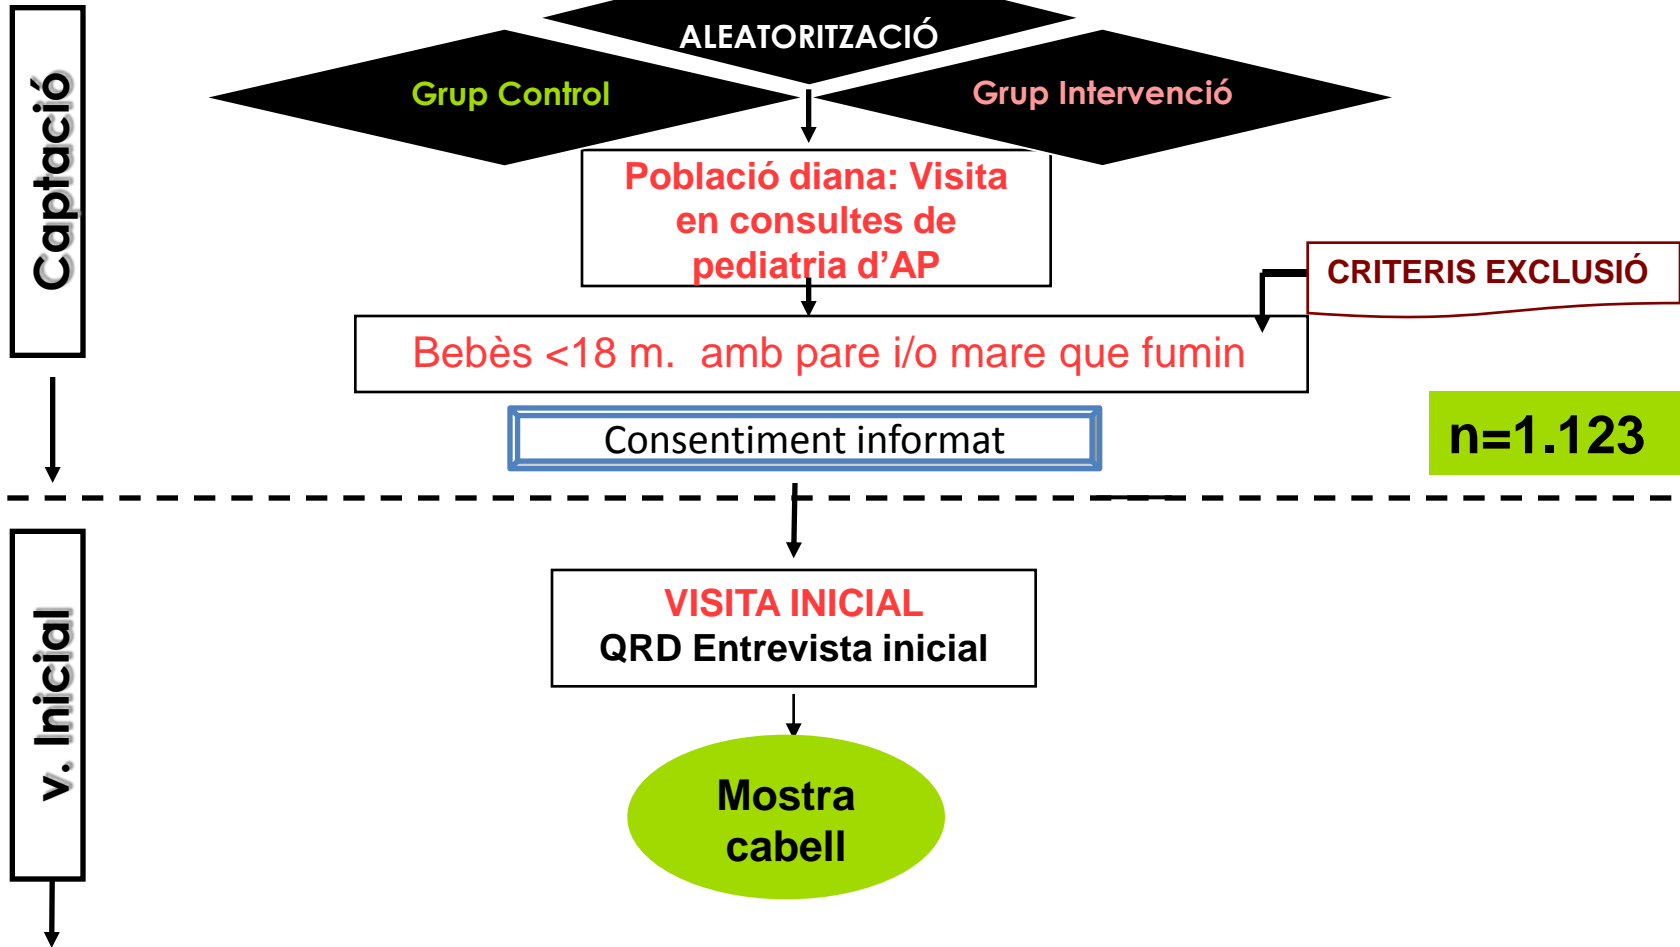 Captació
ALEATORITZACIÓ
Grup Control
Grup Intervenció
Població diana: Visita
en consultes de
pediatria d’AP
CRITERIS EXCLUSIÓ
Bebès <18 m.  amb pare i/o mare que fumin
Consentiment informat
n=1.123
v. Inicial
VISITA INICIAL
QRD Entrevista inicial
Mostra
cabell